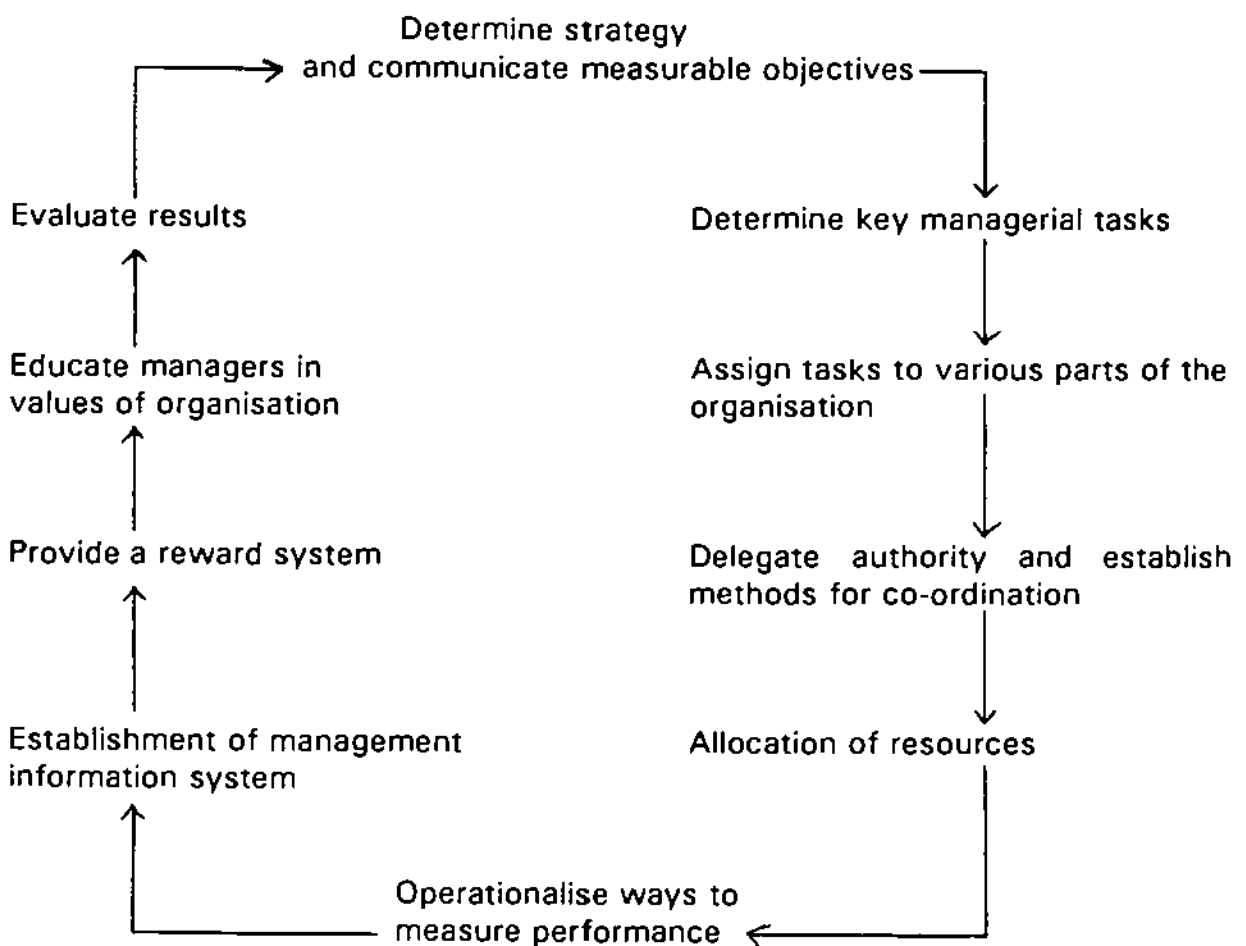 Determine strategy
and communicate measurable objectives
Determine key managerial tasks
Assign tasks to various parts of the
organisation
Delegate authority and establish
methods for co-ordination
Allocation of resources
Operationalise ways to
measure performance
Establishment of management
information system
Provide a reward system
Educate managers in
values of organisation
Evaluate results